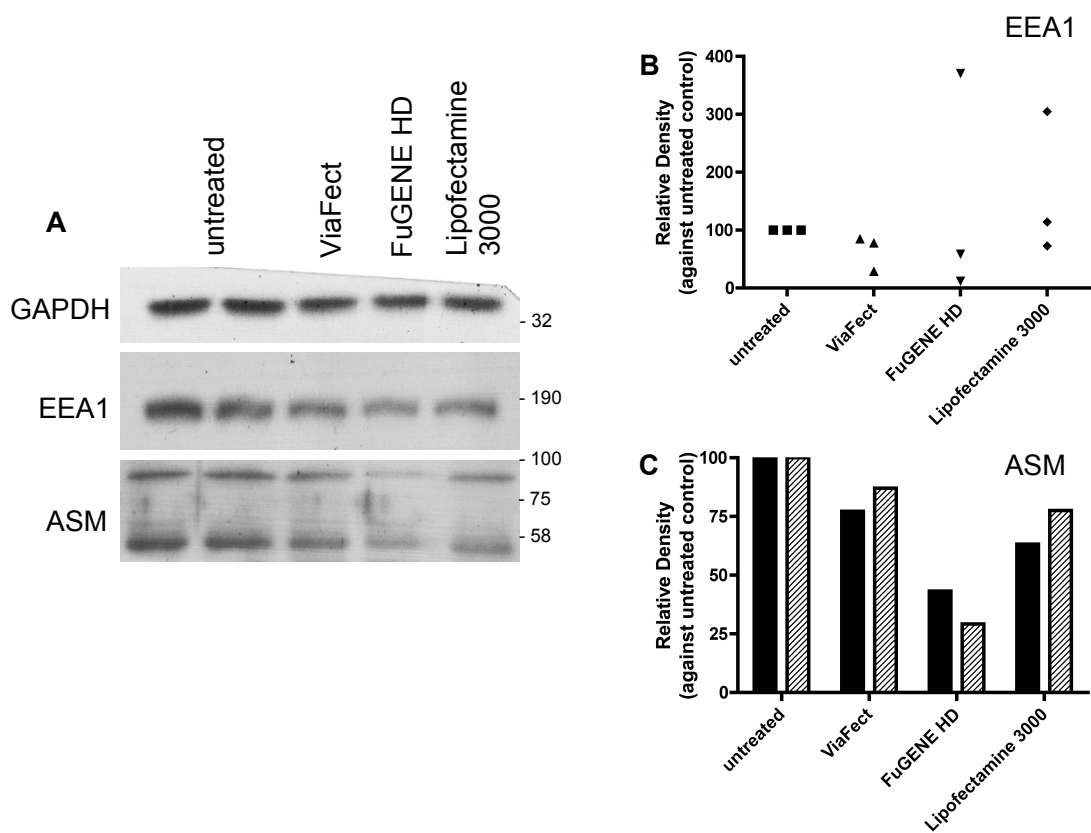 A
untreated
ViaFect
FuGENE HD
Lipofectamine
3000
GAPDH
- 32
EEA1
- 190
ASM
- 100
- 75
- 58
EEA1
B
Relative Density
(against untreated control)
400
300
200
100
0
untreated
ViaFect
FuGENE HD
Lipofectamine 3000
C
ASM
Relative Density
(against untreated control)
100
75
50
25
0
untreated
ViaFect
FuGENE HD
Lipofectamine 3000